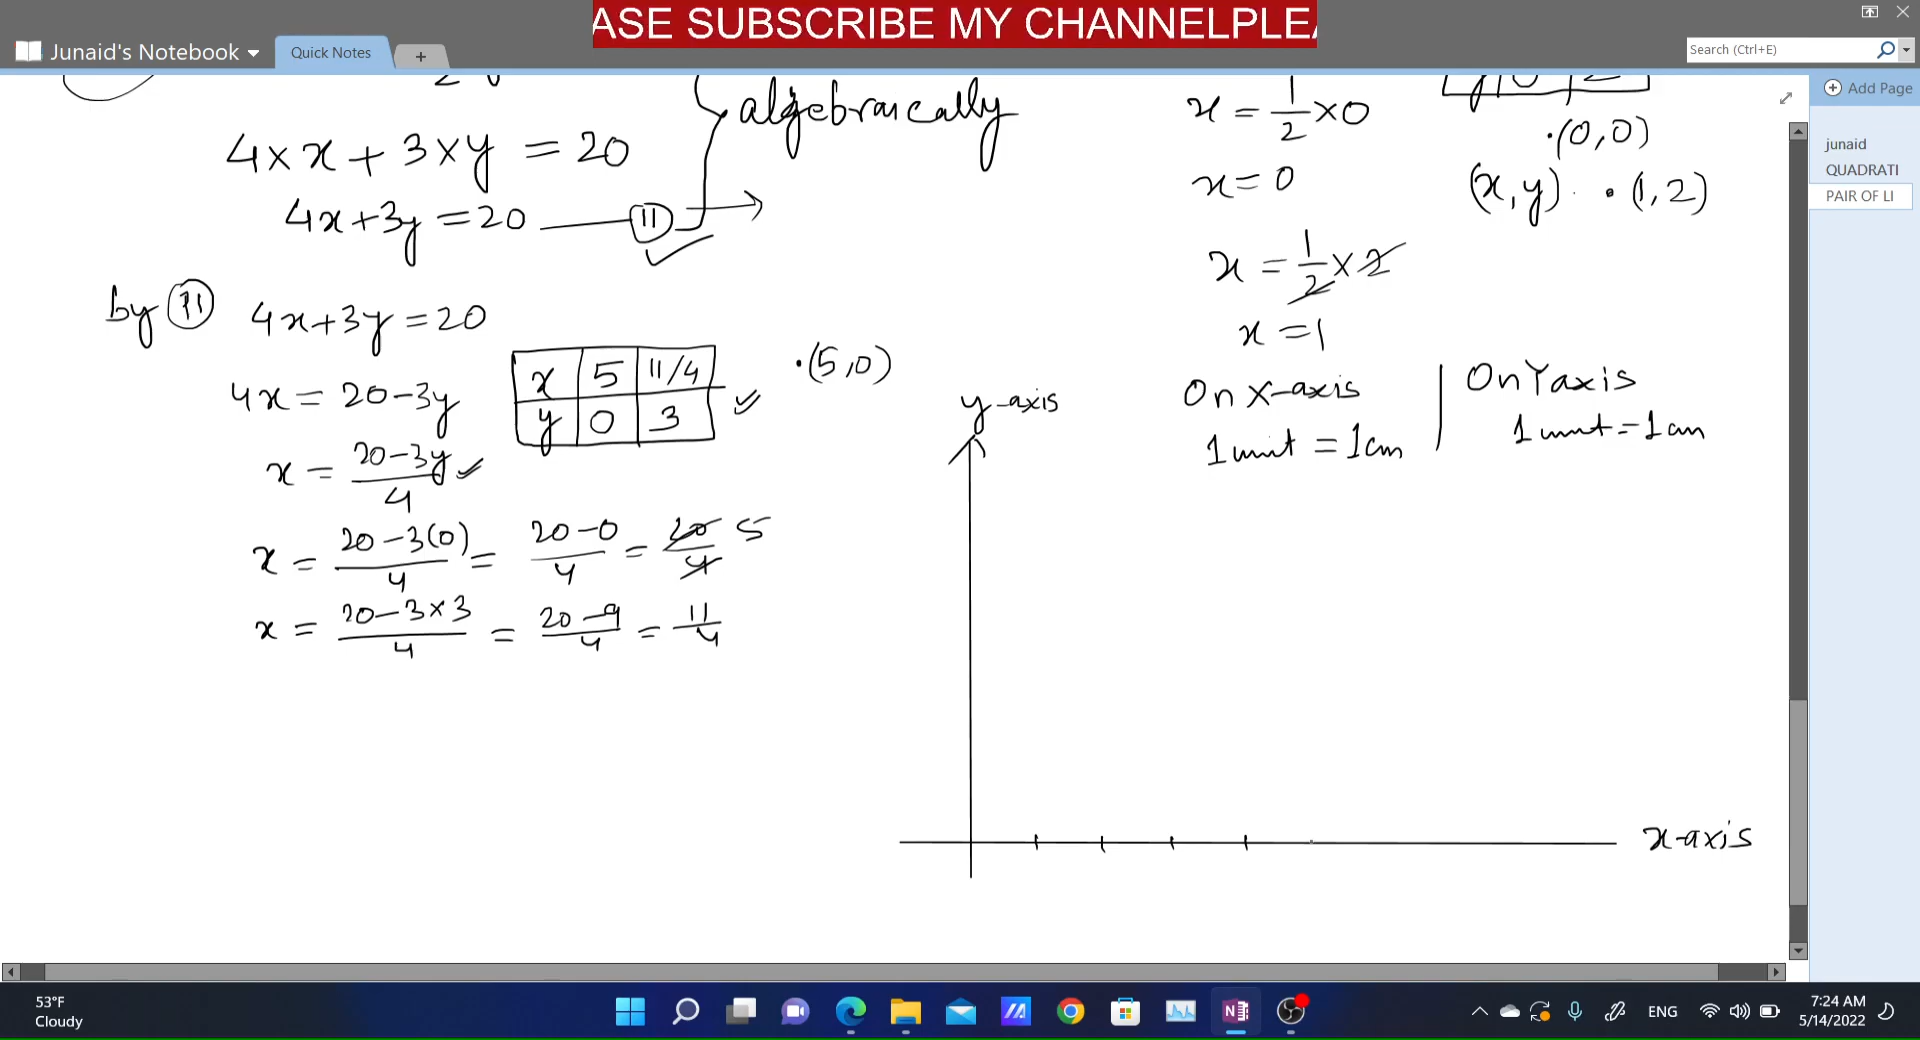 ASE SUBSCRIBE MY CHANNELPLE
Junaid's Notebook
Quick Notes
+
Search (Ctrl+E)
Add Page
junaid
QUADRATI
PAIR OF LI
algebraically
4×x + 3×y = 20
4x+3y = 20 — 11
by 11 4x+3y = 20
4x = 20-3y
x = 20-3y/4
x = 20-3(0)/4 = 20-0/4 = 20/4 5
x = 20-3×3/4 = 20-9/4 = 11/4
x 5 11/4
y 0 3
.(5,0)
x = 1/2 ×0
x = 0
.(0,0)
(x,y) . (1,2)
x = 1/2 ×2
x = 1
On X-axis
1 unit = 1cm
On Y axis
1 unit = 1cm
y-axis
x-axis
53°F
Cloudy
ENG
7:24 AM
5/14/2022